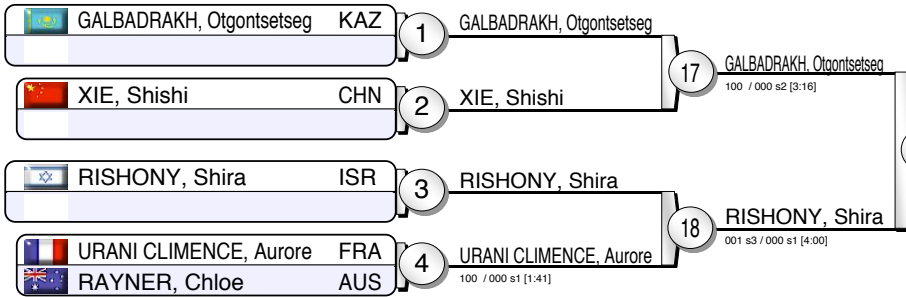 GALBADRAKH, Otgontsetseg KAZ
1
GALBADRAKH, Otgontsetseg
17
GALBADRAKH, Otgontsetseg
100 / 000 s2 [3:16]
XIE, Shishi CHN
2
XIE, Shishi
RISHONY, Shira ISR
3
RISHONY, Shira
18
RISHONY, Shira
001 s3 / 000 s1 [4:00]
URANI CLIMENCE, Aurore FRA
RAYNER, Chloe AUS
4
URANI CLIMENCE, Aurore
100 / 000 s1 [1:41]